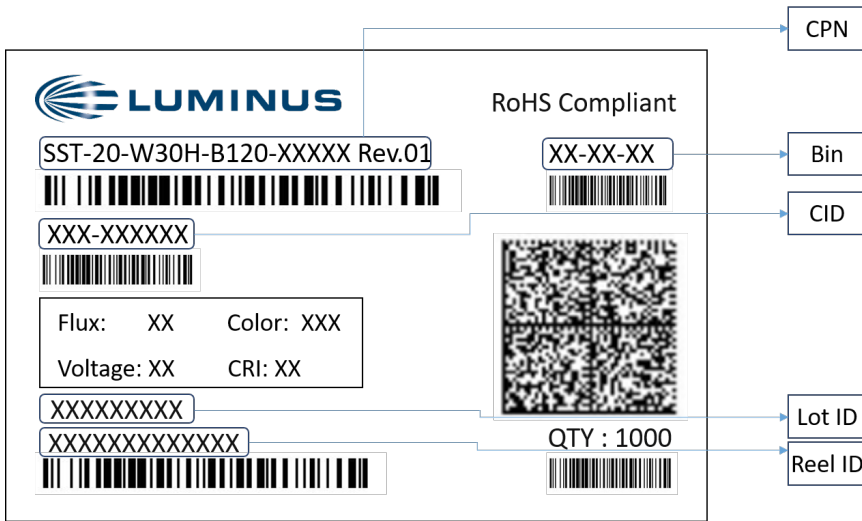 CPN
LUMINUS
RoHS Compliant
SST-20-W30H-B120-XXXXX Rev.01
XX-XX-XX
Bin
CID
XXX-XXXXXX
Flux: XX Color: XXX
Voltage: XX CRI: XX
XXXXXXXXX
Lot ID
XXXXXXXXXXXXX
QTY : 1000
Reel ID